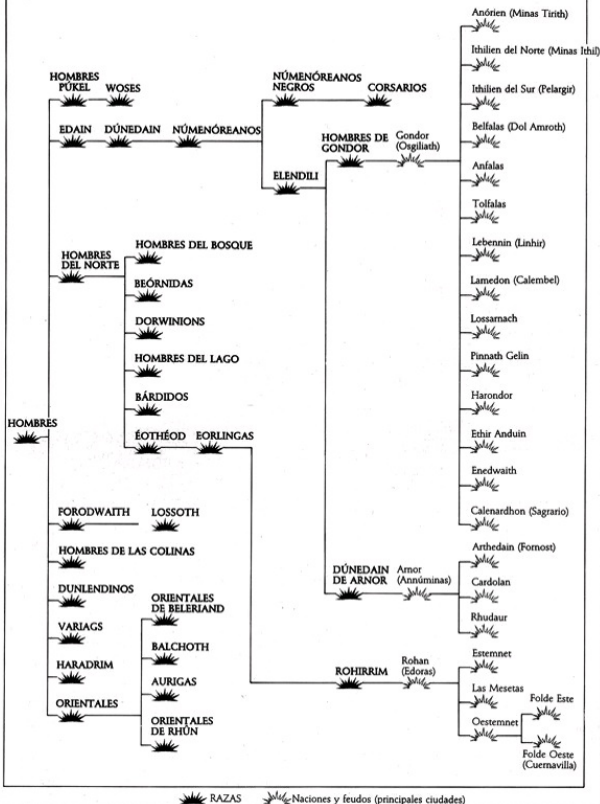 HOMBRES
HOMBRES
PÚKEL
WOSES
EDAIN
DÚNEDAIN
NÚMENÓREANOS
NÚMENÓREANOS
NEGROS
CORSARIOS
ELENDILI
HOMBRES DE
GONDOR
Gondor
(Osgiliath)
Anórien (Minas Tirith)
Ithilien del Norte (Minas Ithil)
Ithilien del Sur (Pelargir)
Belfalas (Dol Amroth)
Anfalas
Tolfalas
Lebennin (Linhir)
Lamedon (Calembel)
Lossarnach
Pinnath Gelin
Harondor
Ethir Anduin
Enedwaith
Calenardhon (Sagrario)
DÚNEDAIN
DE ARNOR
Arnor
(Annúminas)
Arthedain (Fornost)
Cardolan
Rhudaur
HOMBRES
DEL NORTE
HOMBRES DEL BOSQUE
BEÓRNIDAS
DORWINIONS
HOMBRES DEL LAGO
BÁRDIDOS
ÉOTHÉOD
EORLINGAS
ROHIRRIM
Rohan
(Edoras)
Estemnet
Las Mesetas
Oestemnet
Folde Este
Folde Oeste
(Cuernavilla)
FORODWAITH
LOSSOTH
HOMBRES DE LAS COLINAS
DUNLENDINOS
VARIAGS
HARADRIM
ORIENTALES
ORIENTALES
DE BELERIAND
BALCHOTH
AURIGAS
ORIENTALES
DE RHÛN
RAZAS
Naciones y feudos (principales ciudades)